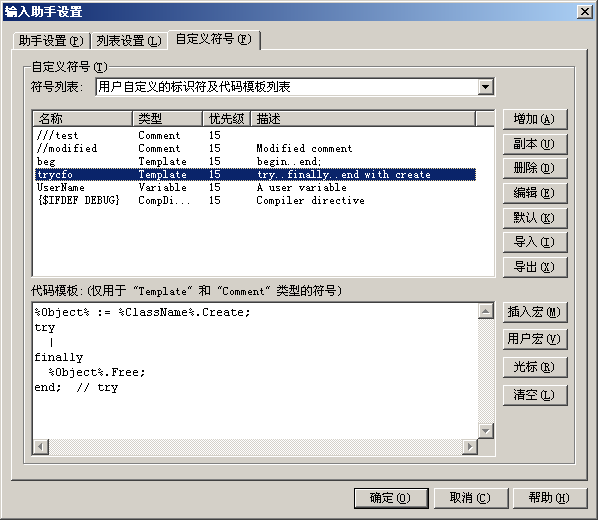 输入助手设置
助手设置(P) 列表设置(L) 自定义符号(F)
自定义符号(T)
符号列表: 用户自定义的标识符及代码模板列表
名称 类型 优先级 描述
///test Comment 15
//modified Comment 15 Modified comment
beg Template 15 begin..end;
trycfo Template 15 try..finally..end with create
UserName Variable 15 A user variable
{$IFDEF DEBUG} CompDi... 15 Compiler directive
增加(A)
副本(U)
删除(D)
编辑(E)
默认(K)
导入(I)
导出(X)
代码模板:(仅用于 "Template" 和 "Comment" 类型的符号)
%Object% := %ClassName%.Create;
try
|
finally
%Object%.Free;
end; // try
插入宏(M)
用户宏(V)
光标(R)
清空(L)
确定(O) 取消(C) 帮助(H)